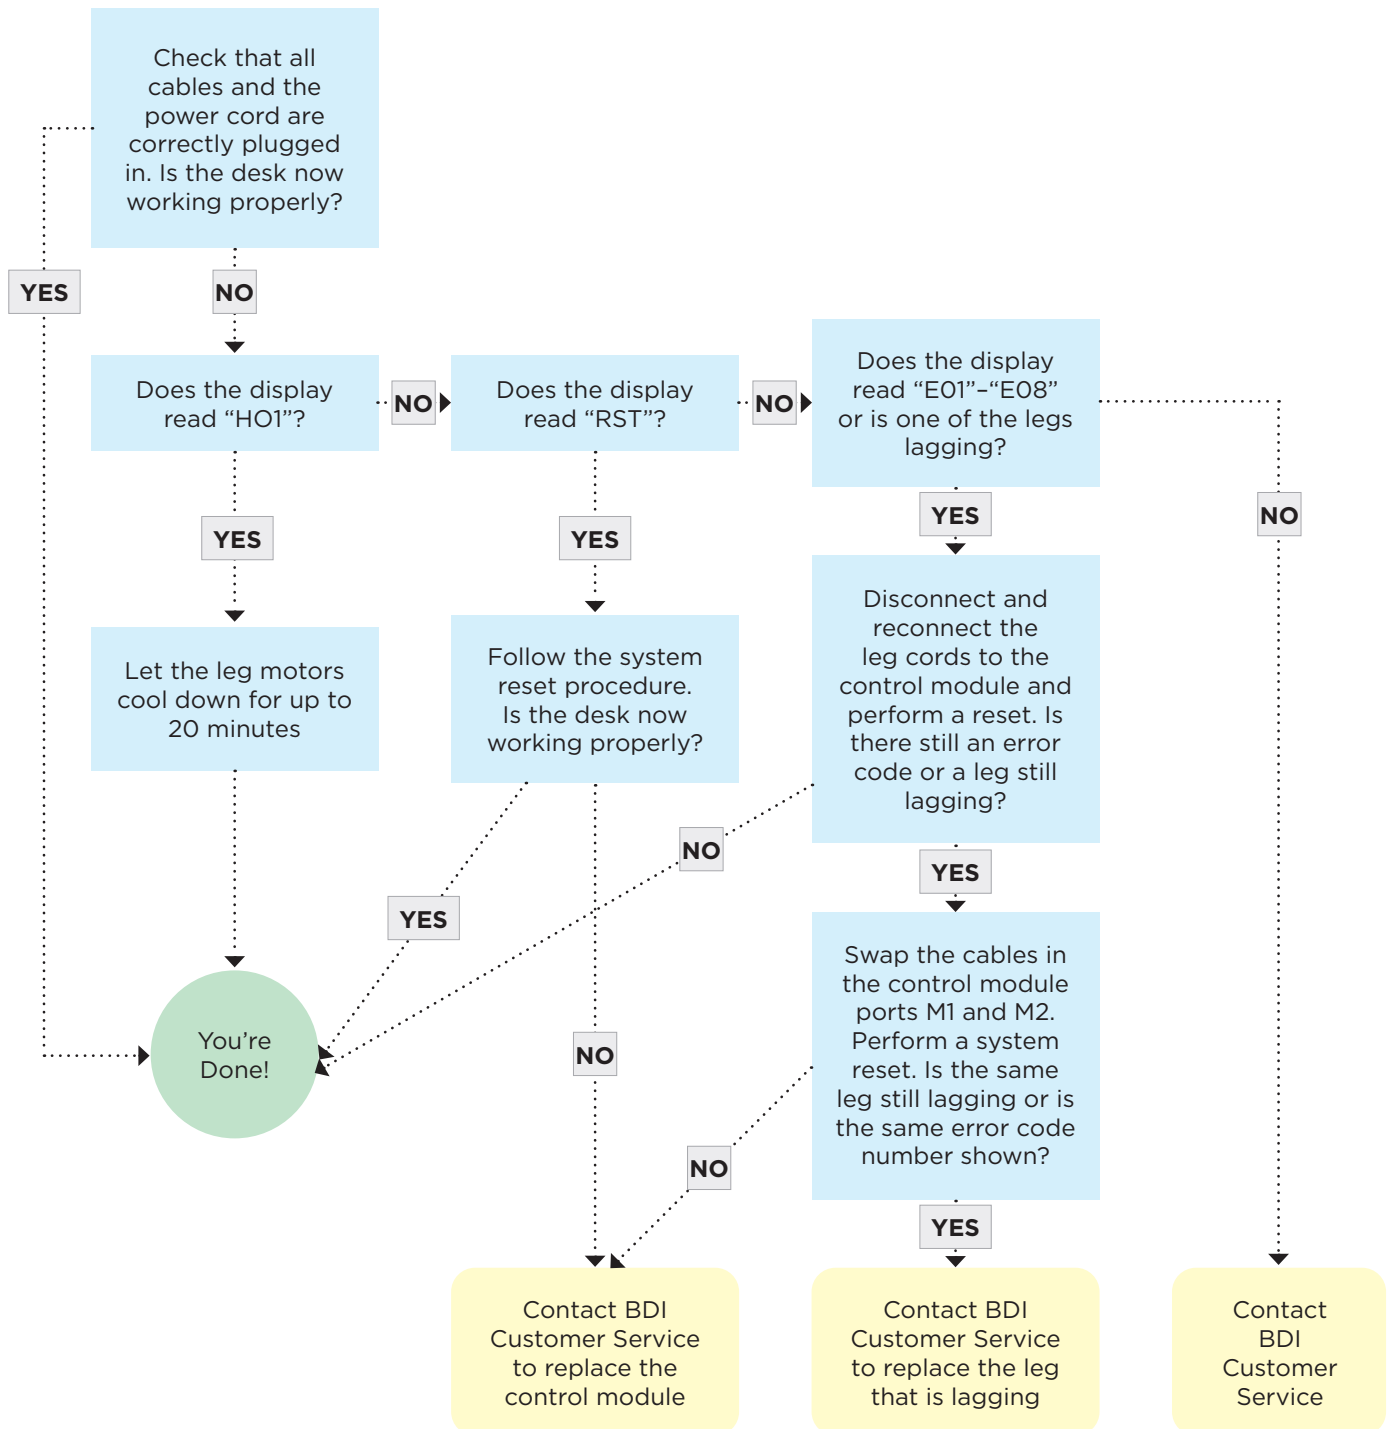 Check that all
cables and the
power cord are
correctly plugged
in. Is the desk now
working properly?
YES
NO
Does the display
read “HO1”?
NO
Does the display
read “RST”?
NO
Does the display
read “E01”–“E08”
or is one of the legs
lagging?
YES
YES
YES
NO
Let the leg motors
cool down for up to
20 minutes
Follow the system
reset procedure.
Is the desk now
working properly?
Disconnect and
reconnect the
leg cords to the
control module and
perform a reset. Is
there still an error
code or a leg still
lagging?
NO
YES
YES
You’re
Done!
Swap the cables in
the control module
ports M1 and M2.
Perform a system
reset. Is the same
leg still lagging or is
the same error code
number shown?
NO
NO
YES
Contact BDI
Customer Service
to replace the
control module
Contact BDI
Customer Service
to replace the leg
that is lagging
Contact
BDI
Customer
Service